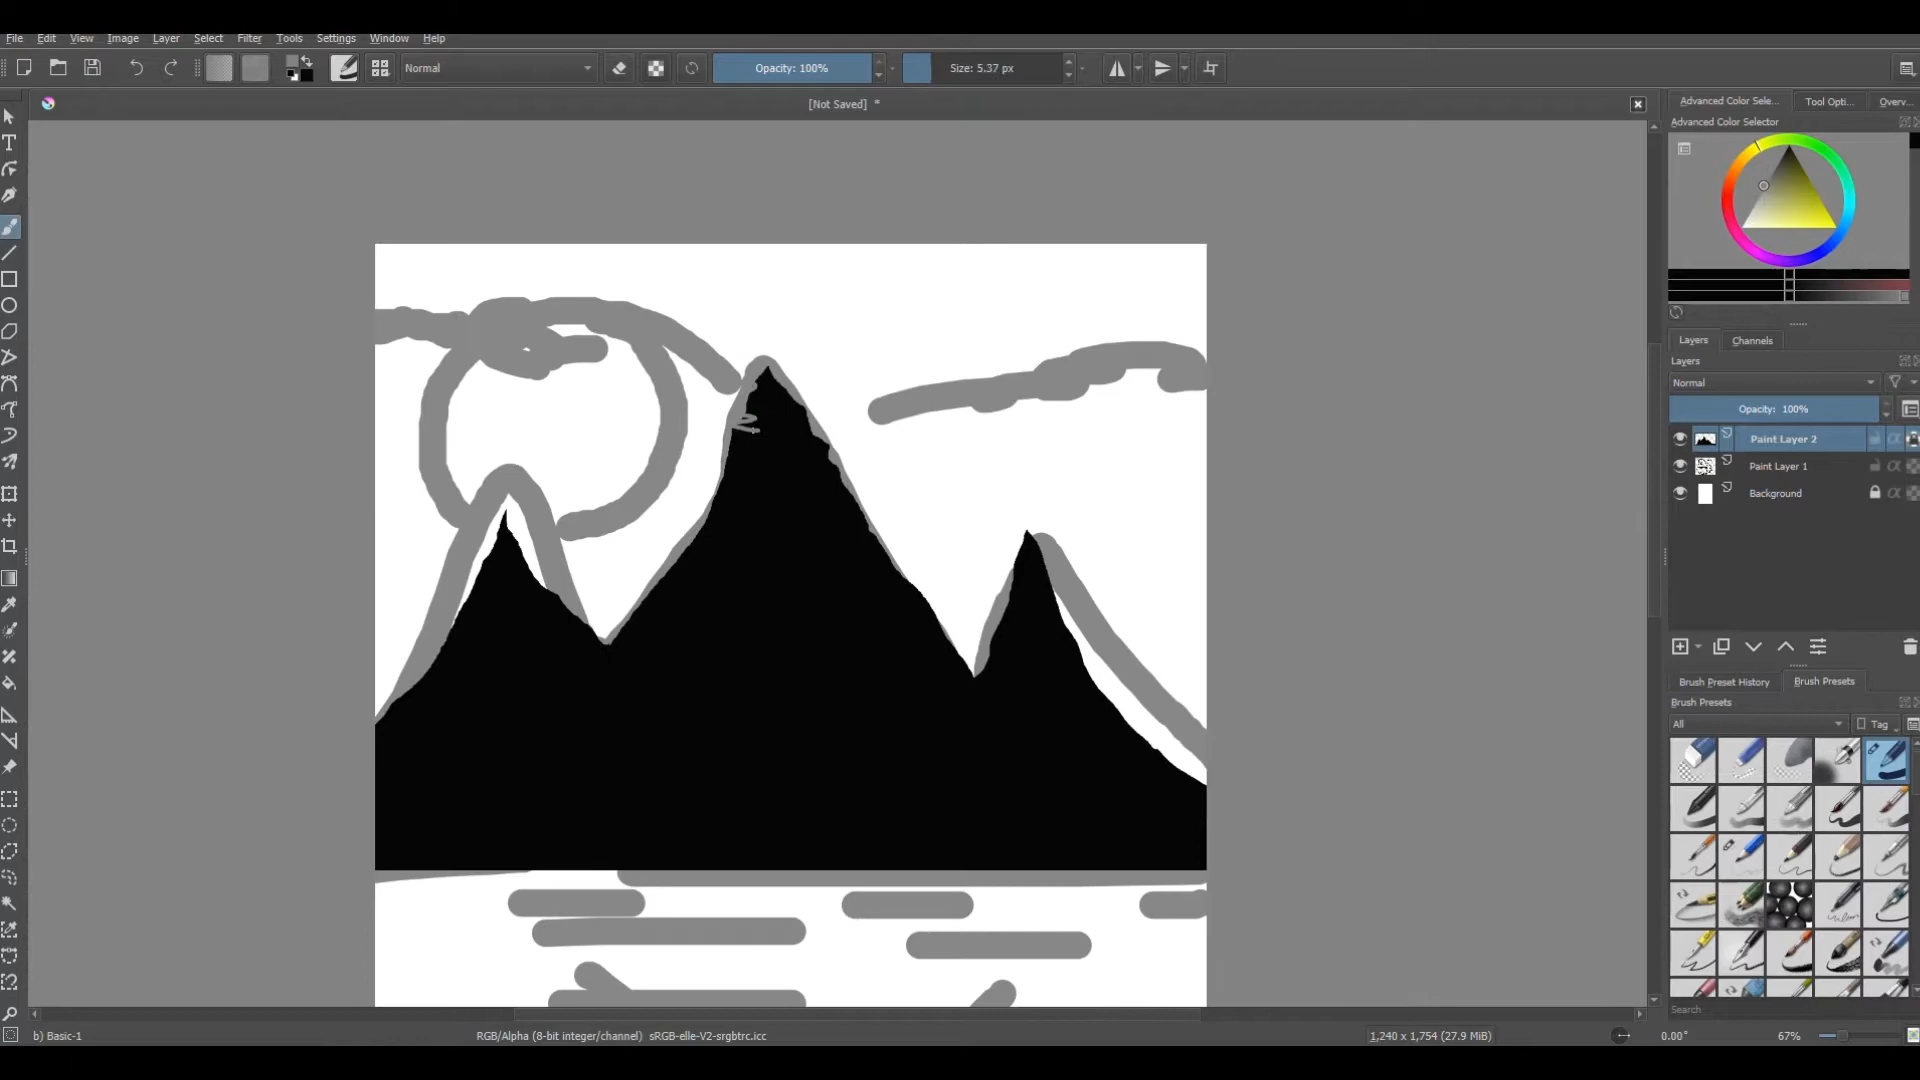 File Edit View Image Layer Select Filter Tools Settings Window Help
Normal Opacity: 100% Size: 5.37 px
[Not Saved] *
Advanced Color Sele... Tool Opti... Overv...
Advanced Color Selector
Layers Channels
Layers
Normal
Opacity: 100%
Paint Layer 2
Paint Layer 1
Background
Brush Preset History Brush Presets
Brush Presets
All Tag
Search
b) Basic-1 RGB/Alpha (8-bit integer/channel) sRGB-elle-V2-srgbtrc.icc 1,240 x 1,754 (27.9 MiB) 0.00° 67%